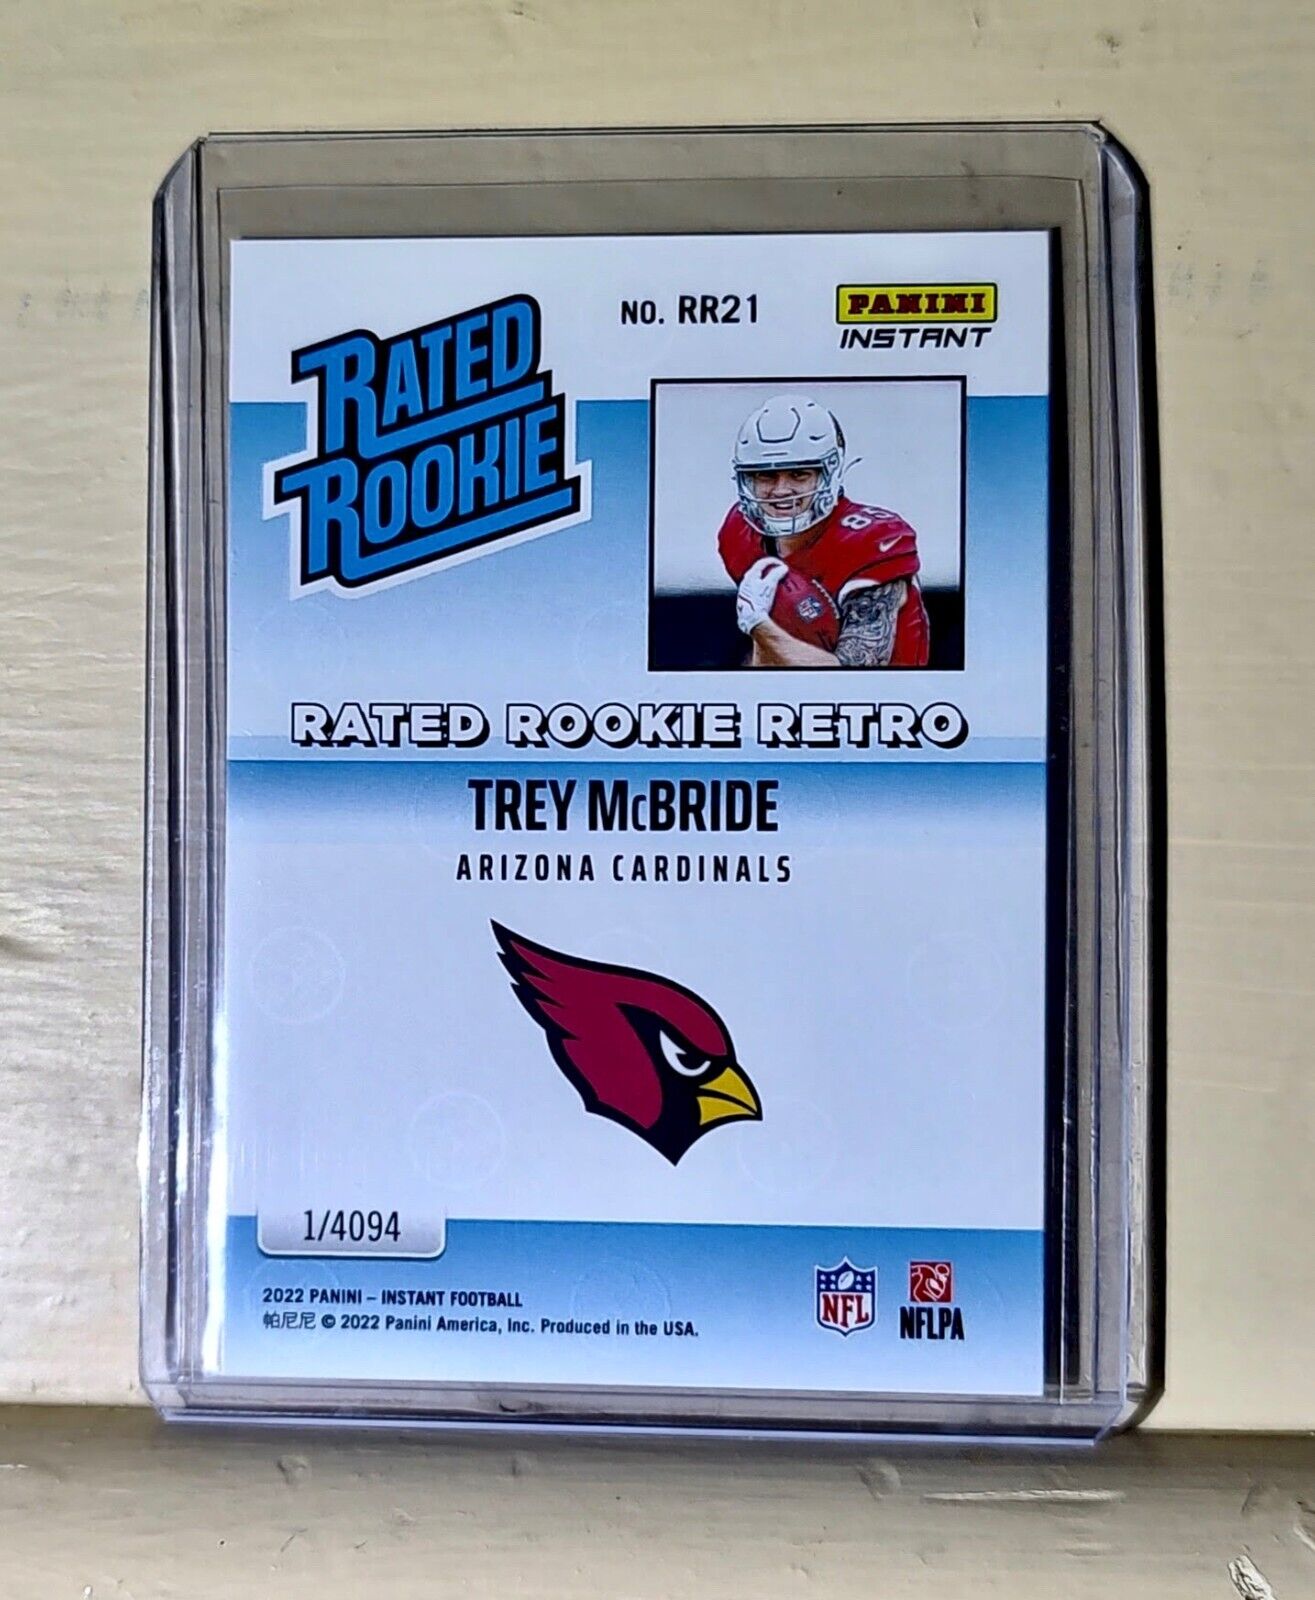 NO. RR21
PANINI
INSTANT
RATED
ROOKIE
RATED ROOKIE RETRO
TREY McBRIDE
ARIZONA CARDINALS
1/4094
2022 PANINI – INSTANT FOOTBALL
帕尼尼 © 2022 Panini America, Inc. Produced in the USA.
NFL
NFLPA